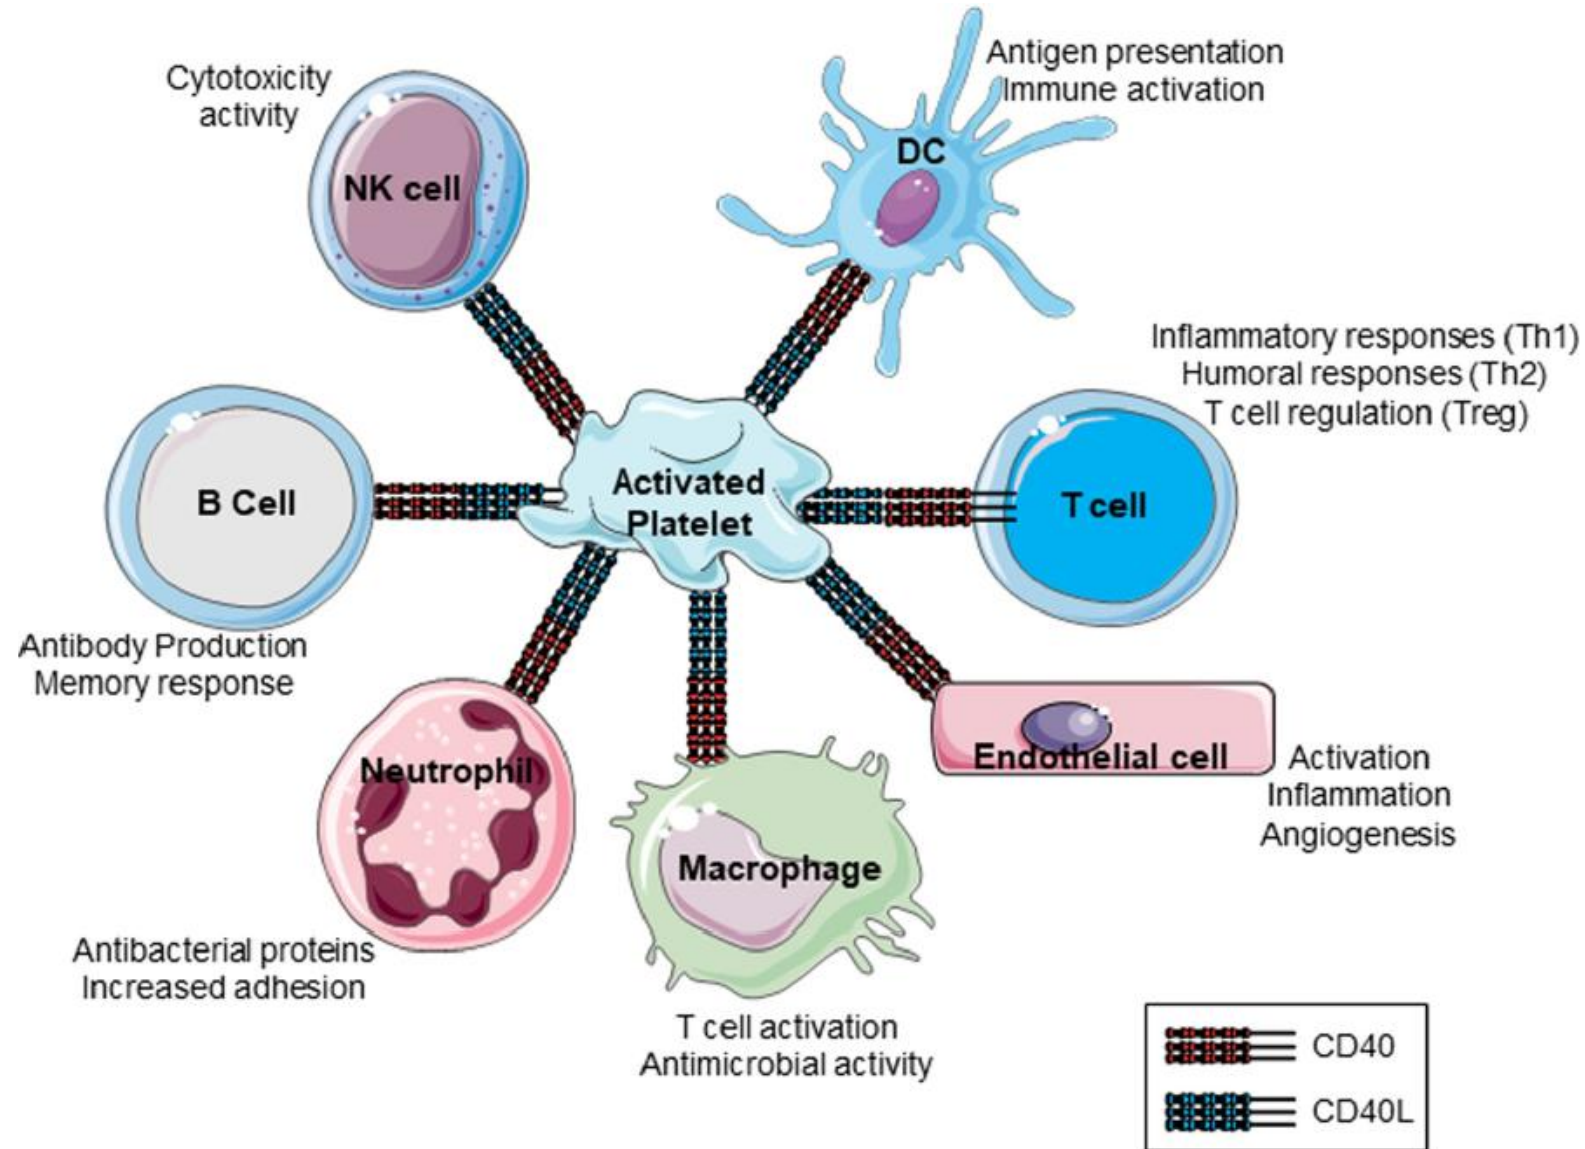 Cytotoxicity
activity
NK cell
Antigen presentation
Immune activation
DC
Inflammatory responses (Th1)
Humoral responses (Th2)
T cell regulation (Treg)
T cell
Activated
Platelet
B Cell
Antibody Production
Memory response
Neutrophil
Antibacterial proteins
Increased adhesion
Macrophage
T cell activation
Antimicrobial activity
Endothelial cell
Activation
Inflammation
Angiogenesis
CD40
CD40L